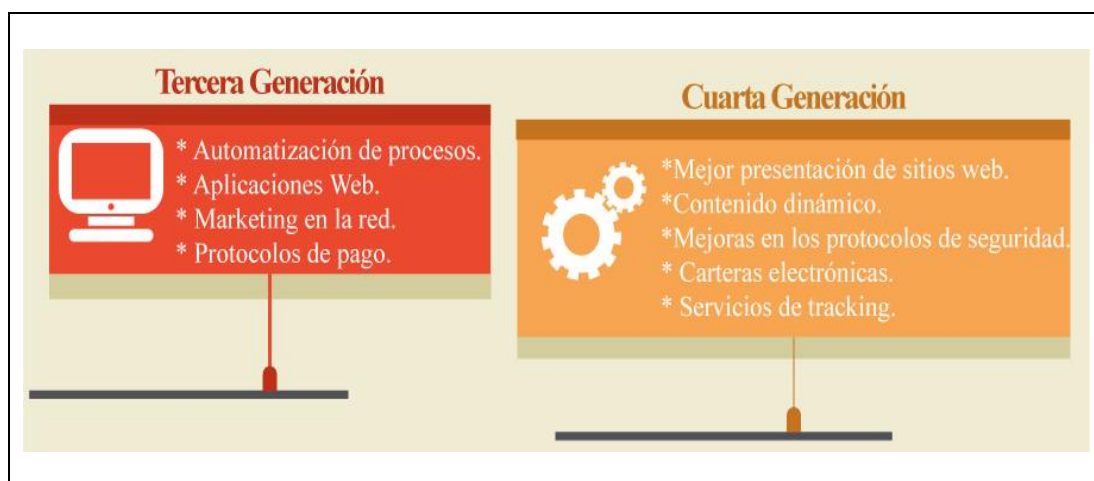 Tercera Generación
* Automatización de procesos.
* Aplicaciones Web.
* Marketing en la red.
* Protocolos de pago.
Cuarta Generación
*Mejor presentación de sitios web.
*Contenido dinámico.
*Mejoras en los protocolos de seguridad.
* Carteras electrónicas.
* Servicios de tracking.